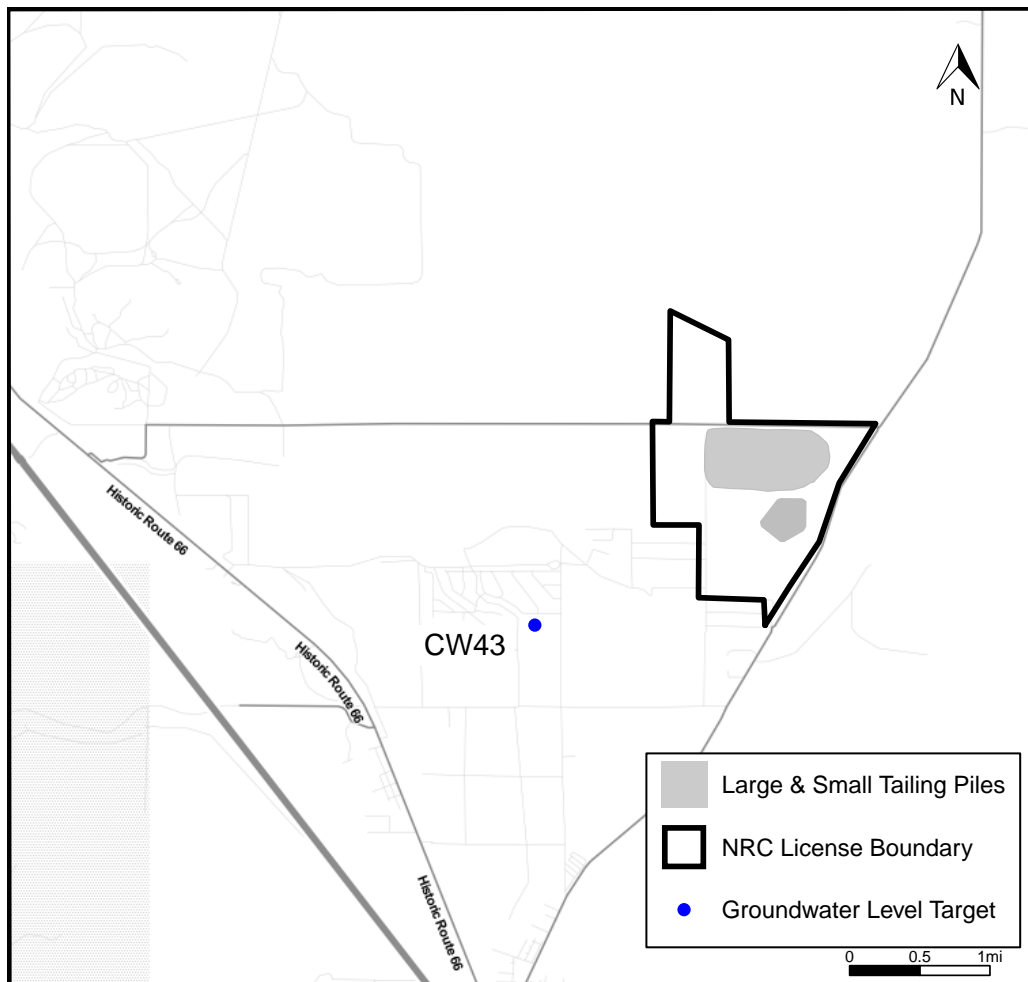 N
Historic Route 66
Historic Route 66
CW43
Historic Route 66
Large & Small Tailing Piles
NRC License Boundary
Groundwater Level Target
0 0.5 1mi